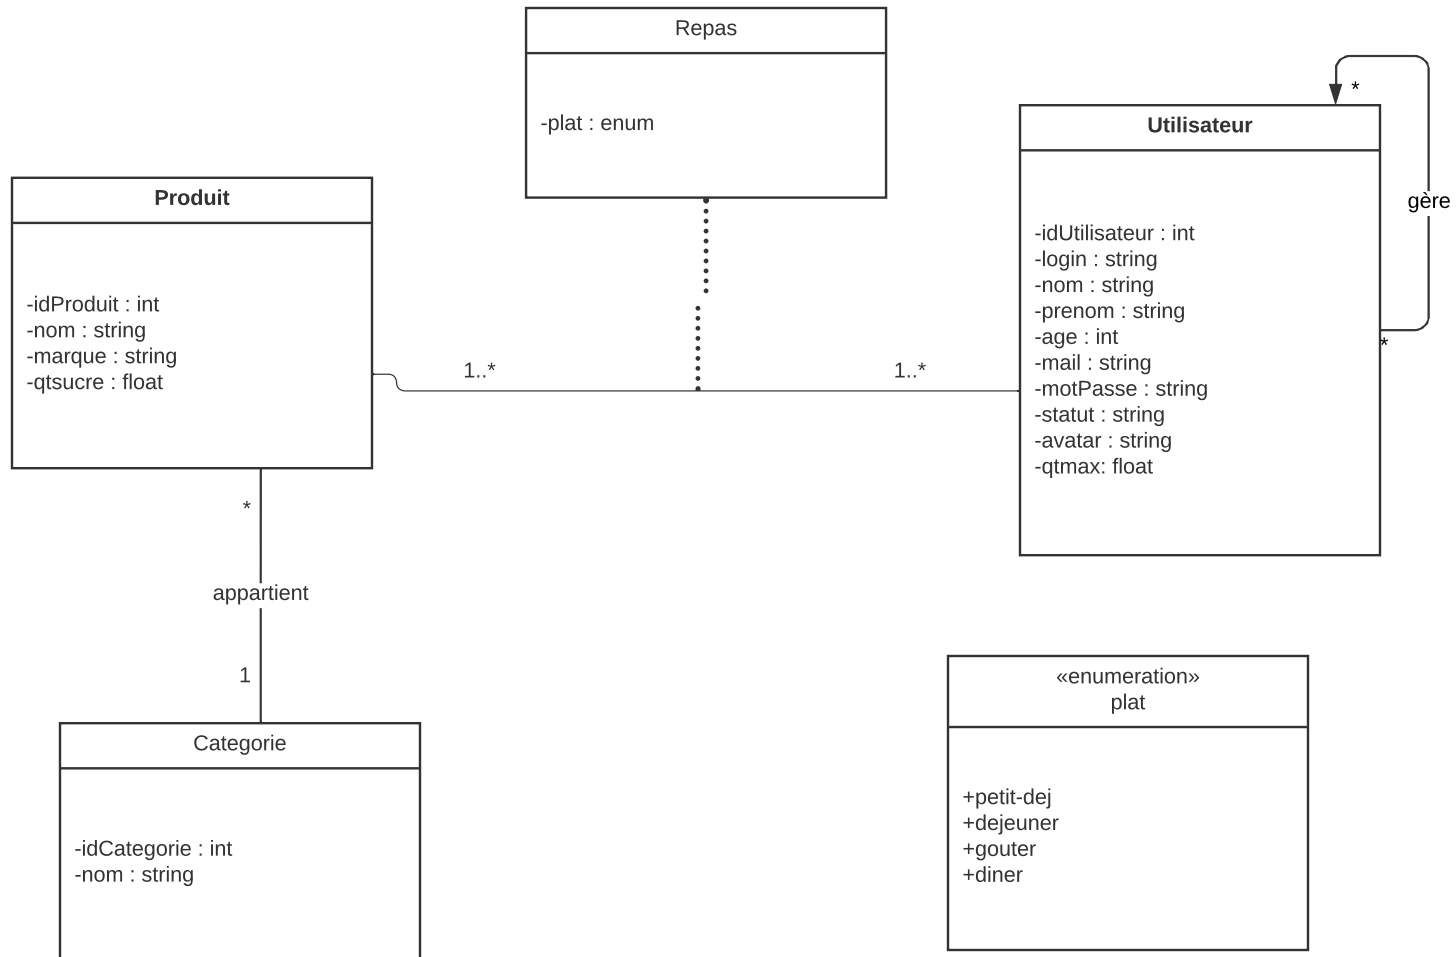 Repas
-plat : enum
*
Utilisateur
gère
-idUtilisateur : int
-login : string
-nom : string
-prenom : string
-age : int
-mail : string
-motPasse : string
-statut : string
-avatar : string
-qtmax: float
*
Produit
-idProduit : int
-nom : string
-marque : string
-qtsucre : float
1..*
1..*
*
appartient
1
Categorie
-idCategorie : int
-nom : string
«enumeration»
plat
+petit-dej
+dejeuner
+gouter
+diner